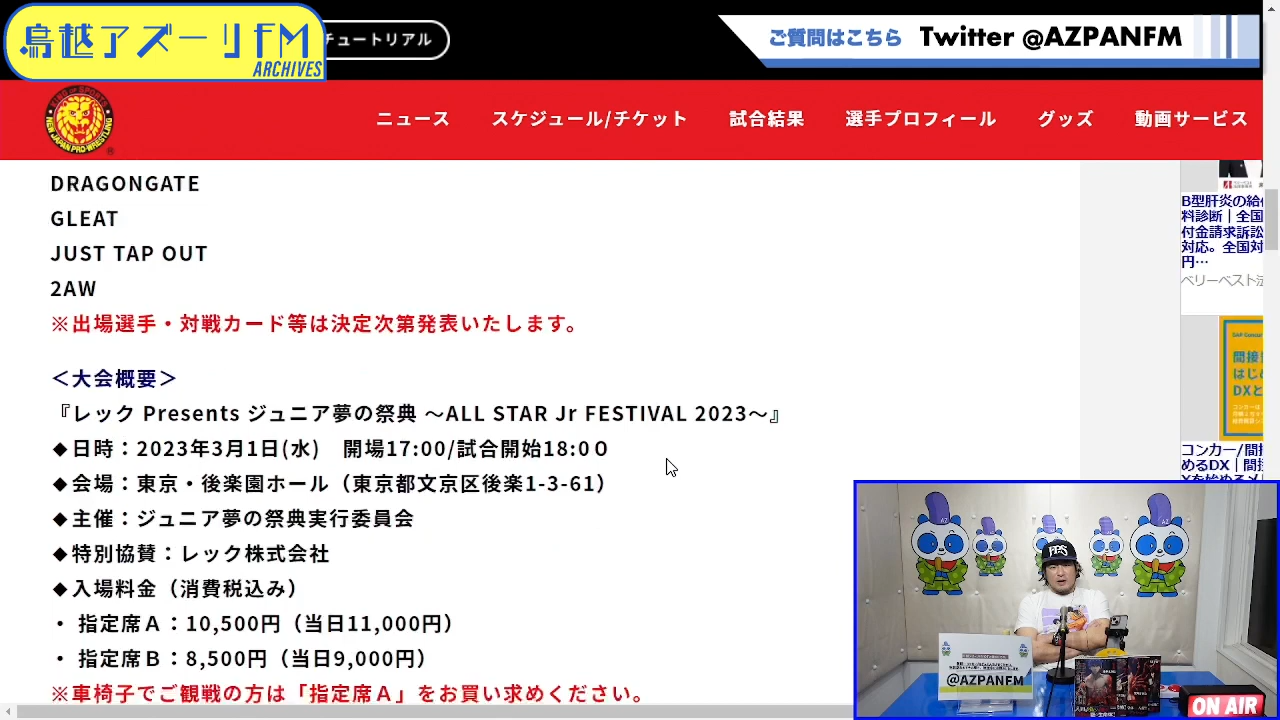 鳥越アズーリFM
ARCHIVES
チュートリアル
ご質問はこちら Twitter @AZPANFM
KING OF SPORTS
NEW JAPAN PRO-WRESTLING
ニュース スケジュール/チケット 試合結果 選手プロフィール グッズ 動画サービス
DRAGONGATE
GLEAT
JUST TAP OUT
2AW
※出場選手・対戦カード等は決定次第発表いたします。
＜大会概要＞
『レック Presents ジュニア夢の祭典 ～ALL STAR Jr FESTIVAL 2023～』
◆日時：2023年3月1日(水)　開場17:00/試合開始18:0０
◆会場：東京・後楽園ホール（東京都文京区後楽1-3-61）
◆主催：ジュニア夢の祭典実行委員会
◆特別協賛：レック株式会社
◆入場料金（消費税込み）
・ 指定席Ａ：10,500円（当日11,000円）
・ 指定席Ｂ：8,500円（当日9,000円）
※車椅子でご観戦の方は「指定席Ａ」をお買い求めください。
B型肝炎の給
料診断｜全国
付金請求訴訟
対応。全国対
円…
ベリーベスト法
間接
はじ
DXと
コンカー/間接
めるDX｜間接
@AZPANFM
ON AIR